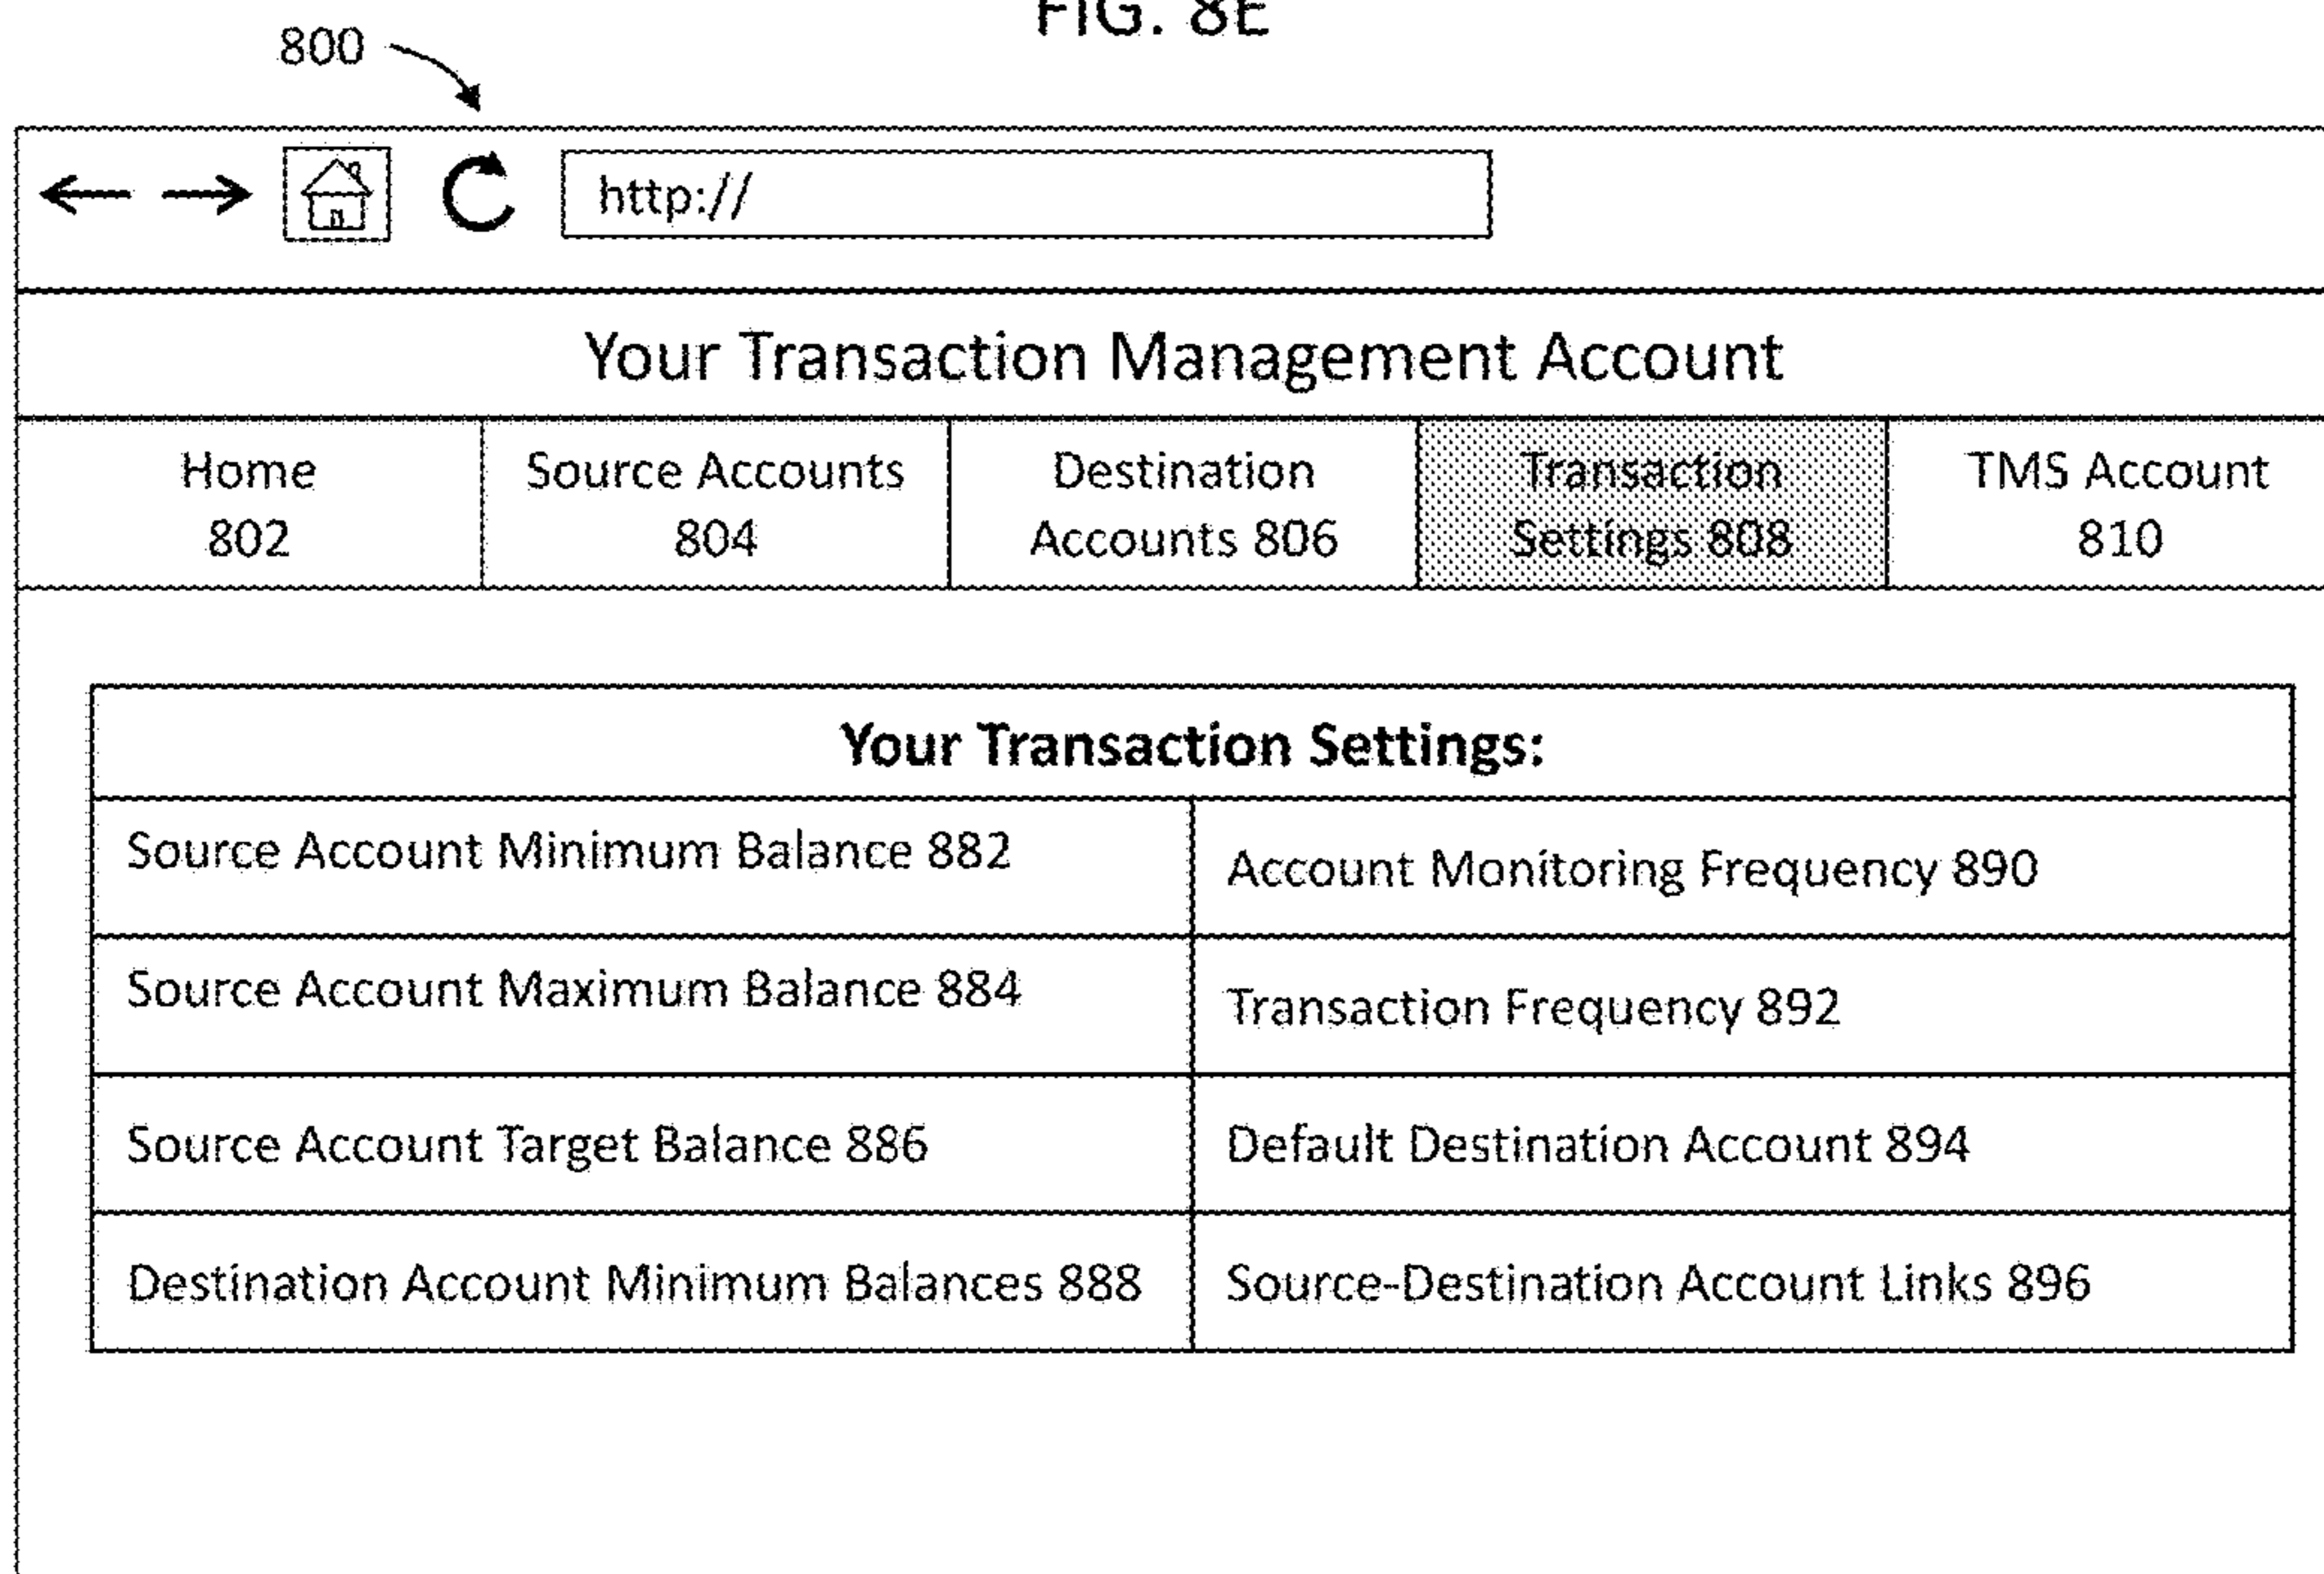 FIG. 8E
800
http://
Your Transaction Management Account
Home
802
Source Accounts
804
Destination
Accounts 806
Transaction
Settings 808
TMS Account
810
Your Transaction Settings:
Source Account Minimum Balance 882
Account Monitoring Frequency 890
Source Account Maximum Balance 884
Transaction Frequency 892
Source Account Target Balance 886
Default Destination Account 894
Destination Account Minimum Balances 888
Source-Destination Account Links 896